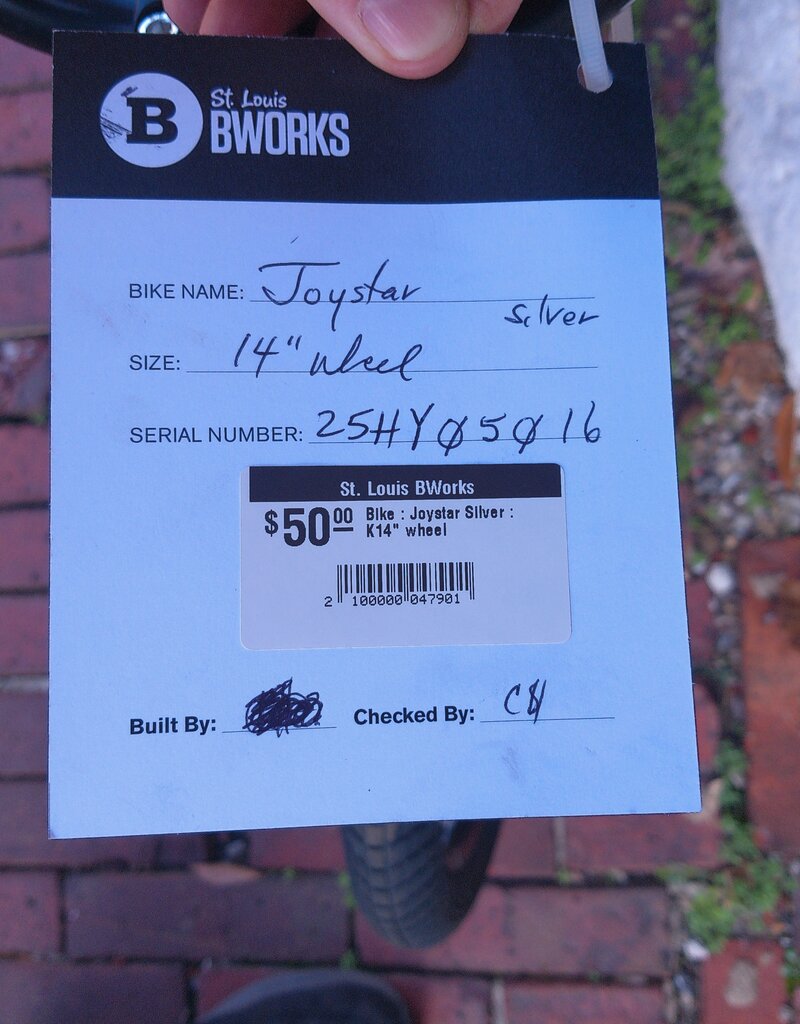 B St. Louis
BWORKS
BIKE NAME: Joystar
Silver
SIZE: 14" wheel
SERIAL NUMBER: 25HYØ5Ø16
St. Louis BWorks
$50.00 Bike : Joystar Silver :
K14" wheel
2 100000 047901
Built By: Checked By: CH